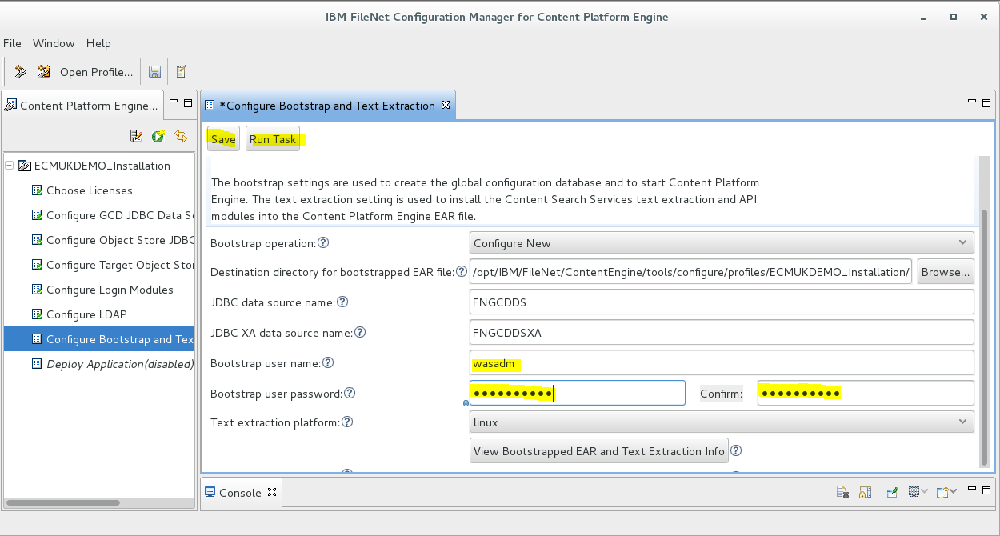 IBM FileNet Configuration Manager for Content Platform Engine
File Window Help
Open Profile...
Content Platform Engine...
*Configure Bootstrap and Text Extraction
Save Run Task
ECMUKDEMO_Installation
Choose Licenses
Configure GCD JDBC Data So
Configure Object Store JDBC
Configure Target Object Stor
Configure Login Modules
Configure LDAP
Configure Bootstrap and Tex
Deploy Application(disabled)
The bootstrap settings are used to create the global configuration database and to start Content Platform
Engine. The text extraction setting is used to install the Content Search Services text extraction and API
modules into the Content Platform Engine EAR file.
Bootstrap operation: Configure New
Destination directory for bootstrapped EAR file: /opt/IBM/FileNet/ContentEngine/tools/configure/profiles/ECMUKDEMO_Installation/ Browse...
JDBC data source name: FNGCDDS
JDBC XA data source name: FNGCDDSXA
Bootstrap user name: wasadm
Bootstrap user password: ●●●●●●●●●● Confirm: ●●●●●●●●●●
Text extraction platform: linux
View Bootstrapped EAR and Text Extraction Info
Console